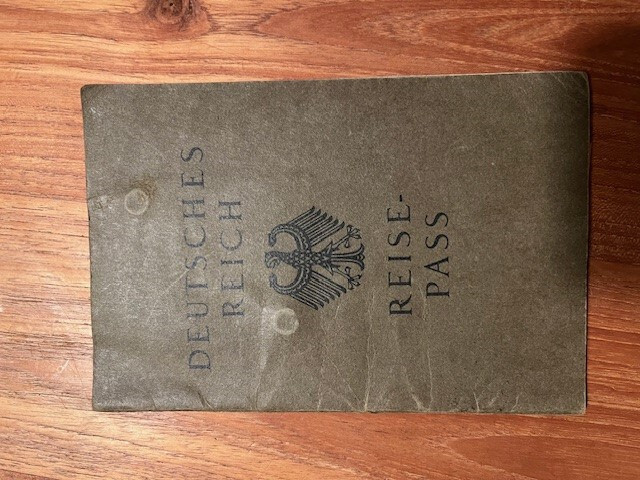 DEUTSCHES
REICH
REISE-
PASS